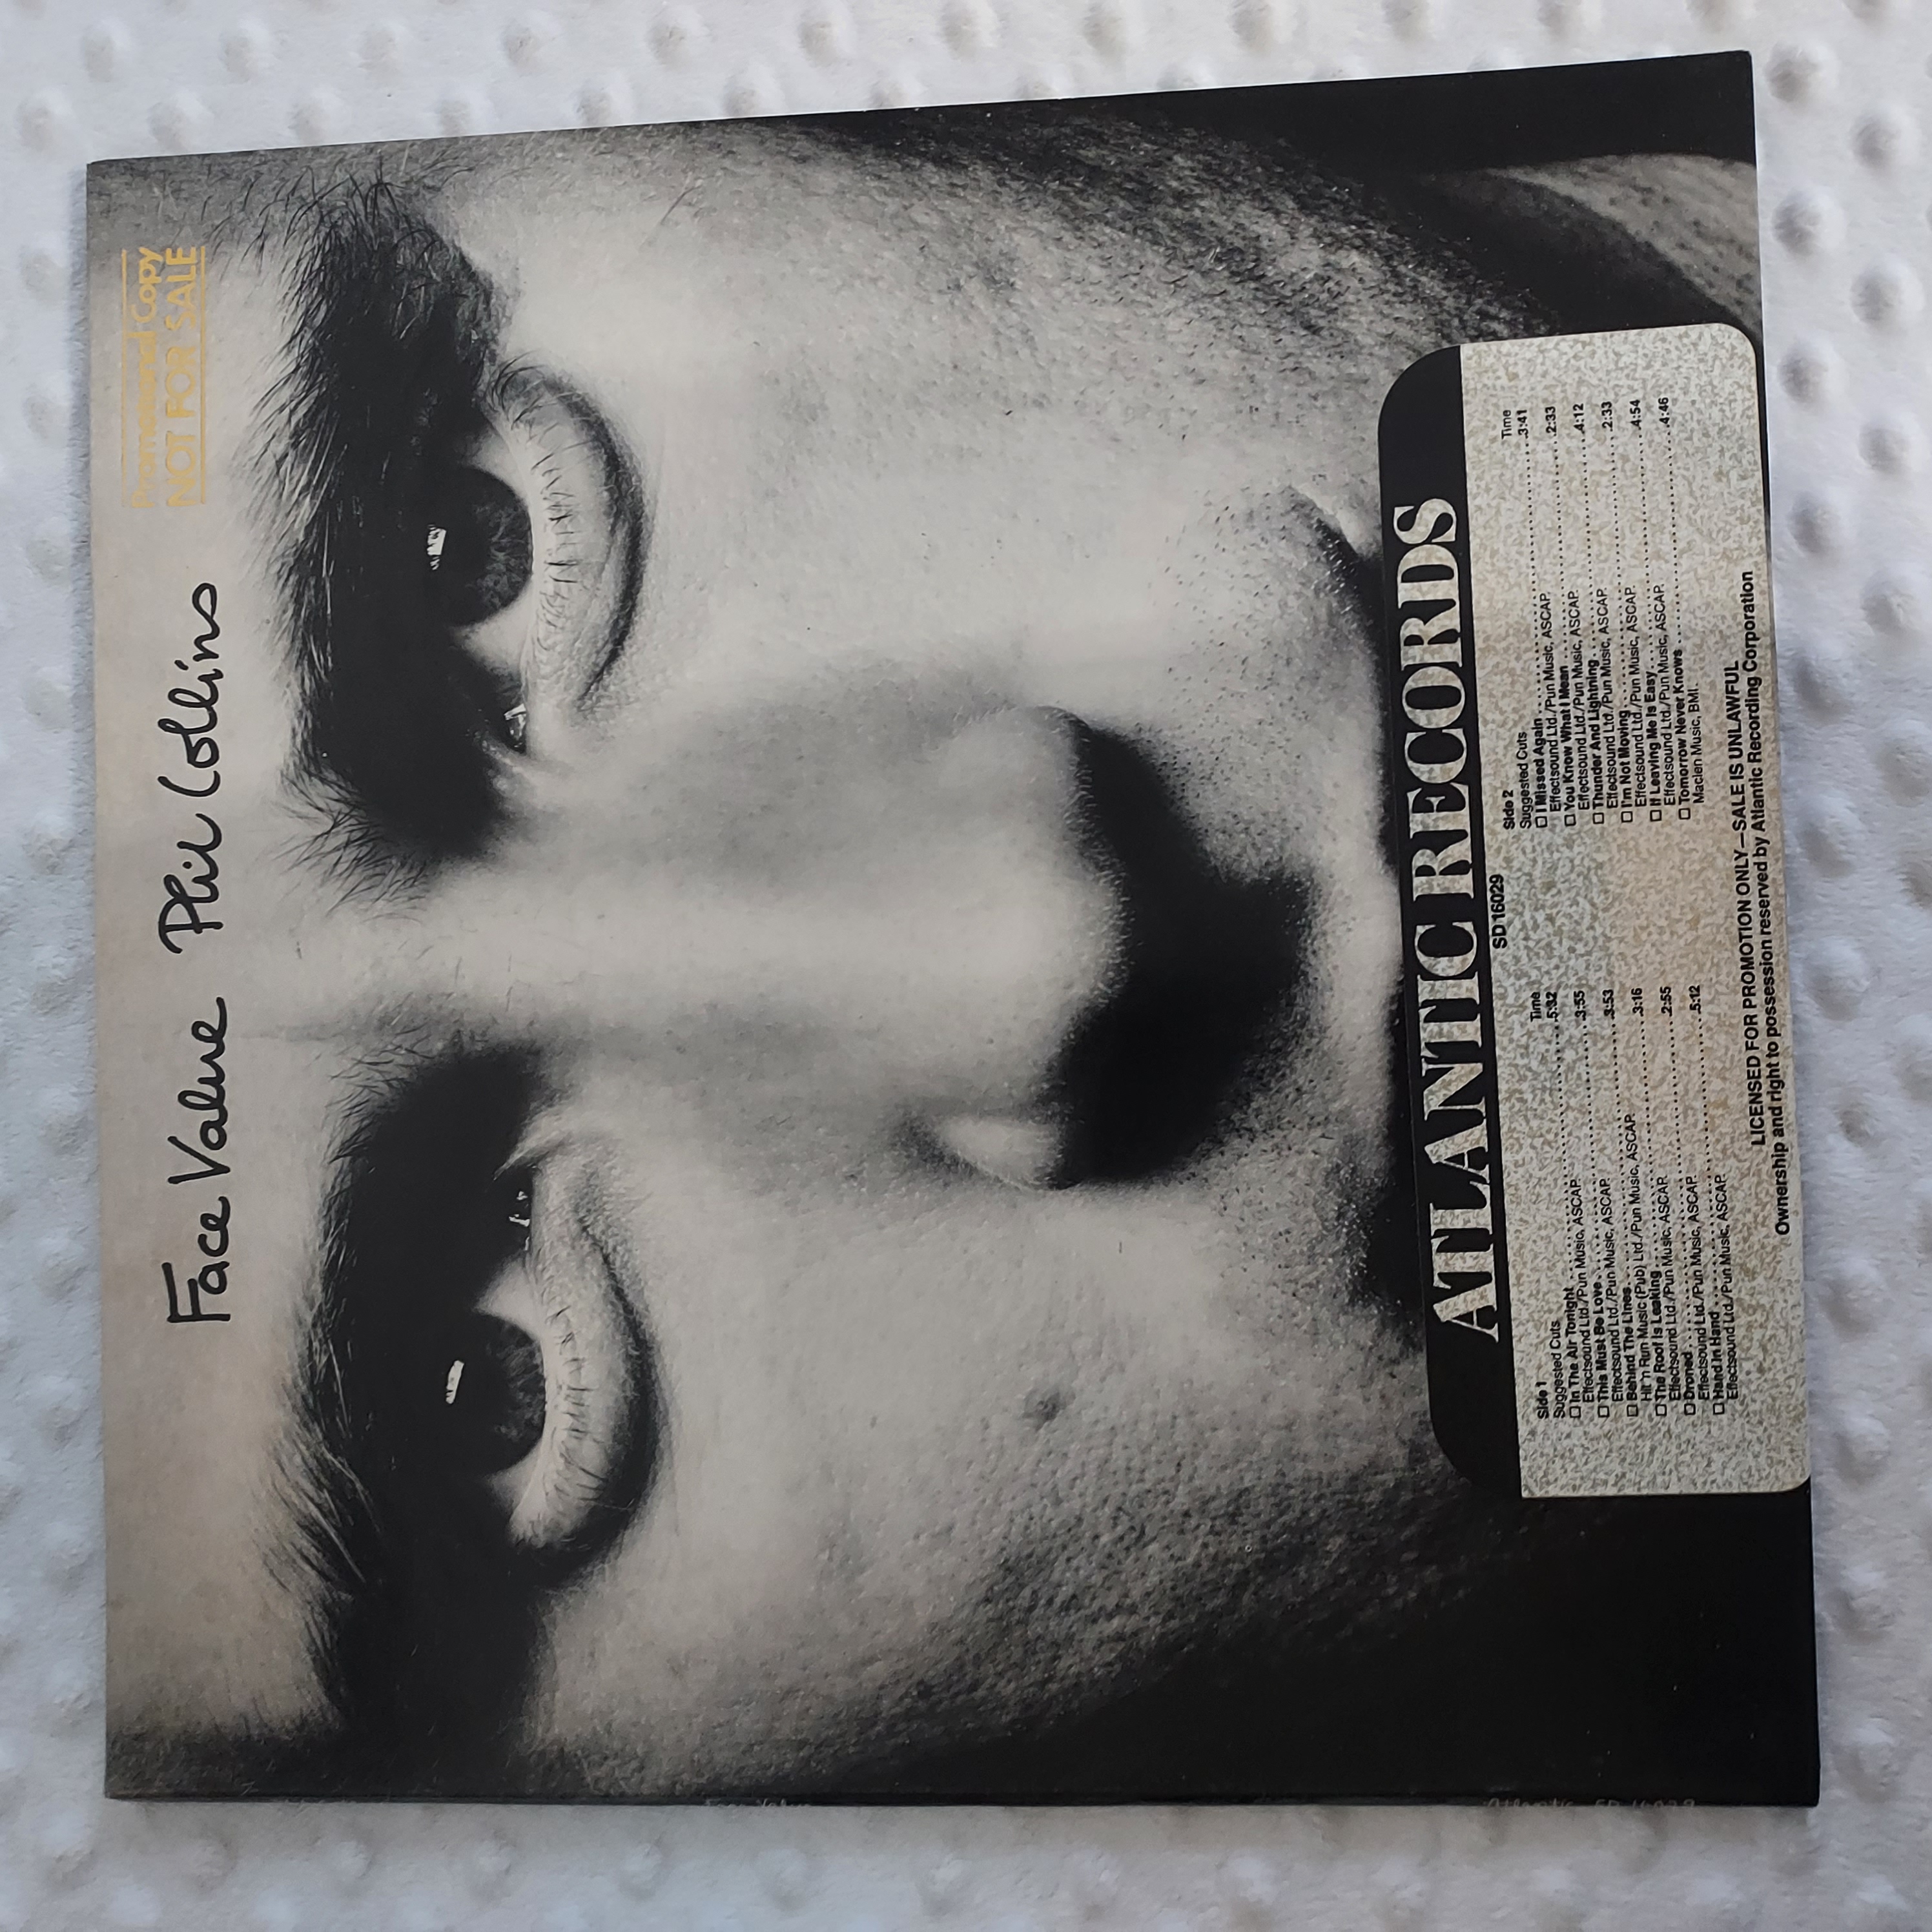 Promotional Copy
NOT FOR SALE
Face Value Phil Collins
ATLANTIC RECORDS
SD 16029
Side 1
Suggested Cuts Time
In The Air Tonight 5:32
Effectsound Ltd./Pun Music, ASCAP.
This Must Be Love 3:55
Effectsound Ltd./Pun Music, ASCAP.
Behind The Lines 3:53
Hit 'n Run Music (Pub) Ltd./Pun Music, ASCAP.
The Roof Is Leaking 3:16
Effectsound Ltd./Pun Music, ASCAP.
Droned 2:55
Effectsound Ltd./Pun Music, ASCAP.
Hand in Hand 5:12
Effectsound Ltd./Pun Music, ASCAP.
Side 2
Suggested Cuts Time
I Missed Again 3:41
Effectsound Ltd./Pun Music, ASCAP.
You Know What I Mean 2:33
Effectsound Ltd./Pun Music, ASCAP.
Thunder And Lightning 4:12
Effectsound Ltd./Pun Music, ASCAP.
I'm Not Moving 2:33
Effectsound Ltd./Pun Music, ASCAP.
If Leaving Me Is Easy 4:54
Effectsound Ltd./Pun Music, ASCAP.
Tomorrow Never Knows 4:46
Maclen Music, BMI.
LICENSED FOR PROMOTION ONLY—SALE IS UNLAWFUL
Ownership and right to possession reserved by Atlantic Recording Corporation
Face Value
Atlantic SD 16029